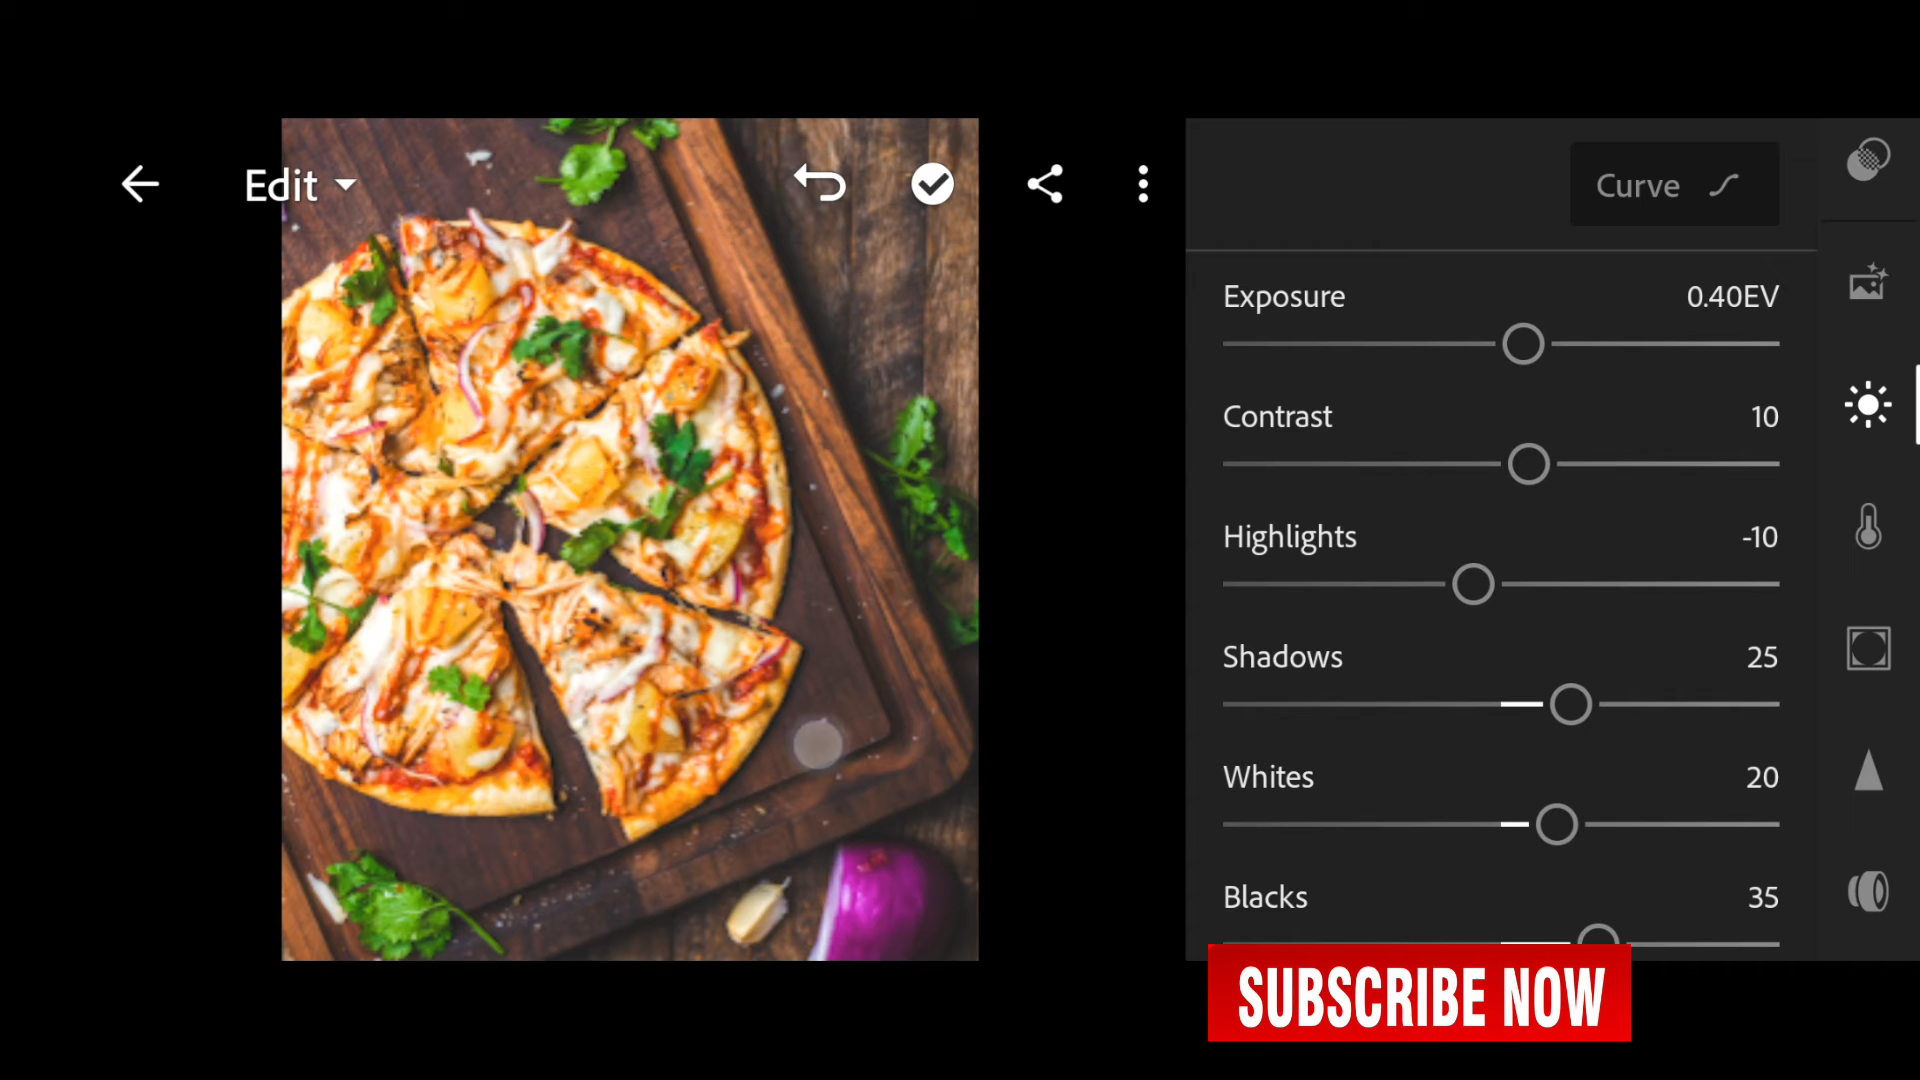 Edit
Curve
Exposure 0.40EV
Contrast 10
Highlights -10
Shadows 25
Whites 20
Blacks 35
SUBSCRIBE NOW